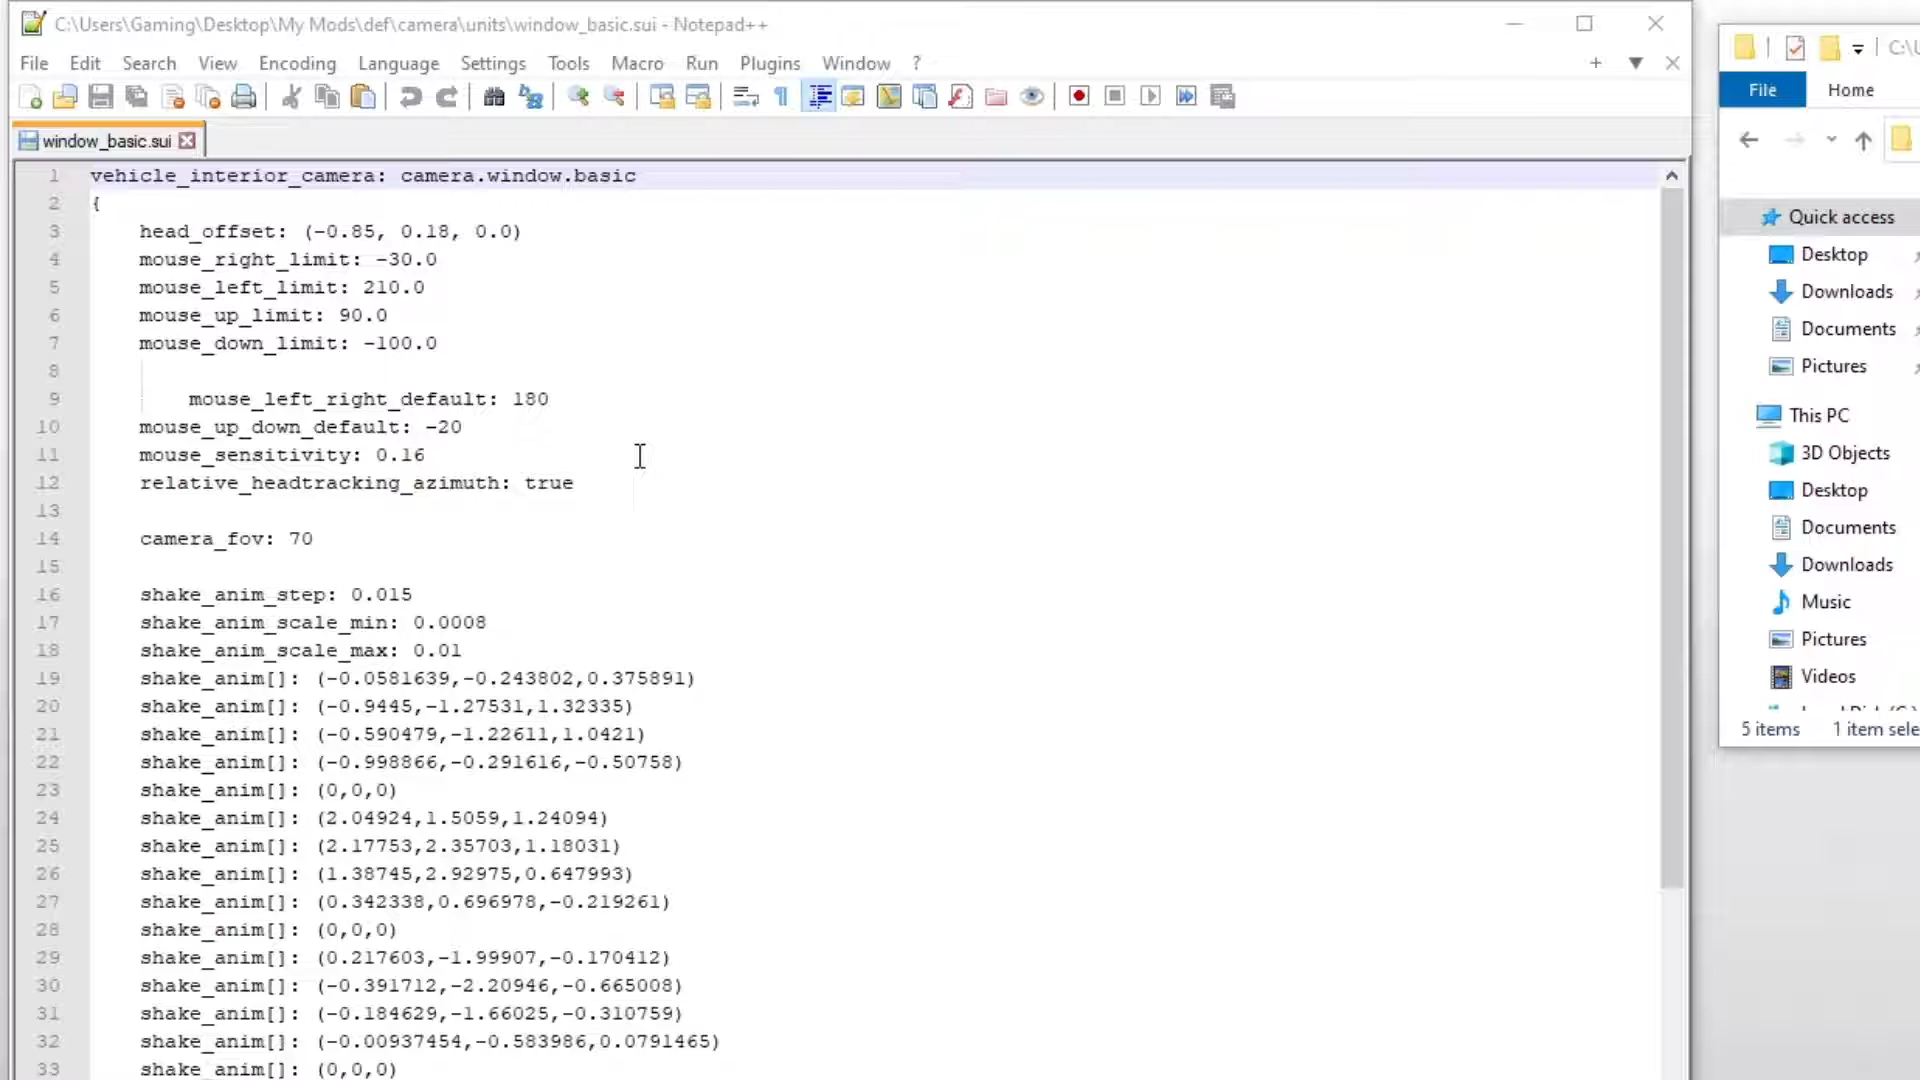 C:\Users\Gaming\Desktop\My Mods\def\camera\units\window_basic.sui - Notepad++
File Edit Search View Encoding Language Settings Tools Macro Run Plugins Window ?
window_basic.sui
1 vehicle_interior_camera: camera.window.basic
2 {
3 head_offset: (-0.85, 0.18, 0.0)
4 mouse_right_limit: -30.0
5 mouse_left_limit: 210.0
6 mouse_up_limit: 90.0
7 mouse_down_limit: -100.0
8
9 mouse_left_right_default: 180
10 mouse_up_down_default: -20
11 mouse_sensitivity: 0.16
12 relative_headtracking_azimuth: true
13
14 camera_fov: 70
15
16 shake_anim_step: 0.015
17 shake_anim_scale_min: 0.0008
18 shake_anim_scale_max: 0.01
19 shake_anim[]: (-0.0581639,-0.243802,0.375891)
20 shake_anim[]: (-0.9445,-1.27531,1.32335)
21 shake_anim[]: (-0.590479,-1.22611,1.0421)
22 shake_anim[]: (-0.998866,-0.291616,-0.50758)
23 shake_anim[]: (0,0,0)
24 shake_anim[]: (2.04924,1.5059,1.24094)
25 shake_anim[]: (2.17753,2.35703,1.18031)
26 shake_anim[]: (1.38745,2.92975,0.647993)
27 shake_anim[]: (0.342338,0.696978,-0.219261)
28 shake_anim[]: (0,0,0)
29 shake_anim[]: (0.217603,-1.99907,-0.170412)
30 shake_anim[]: (-0.391712,-2.20946,-0.665008)
31 shake_anim[]: (-0.184629,-1.66025,-0.310759)
32 shake_anim[]: (-0.00937454,-0.583986,0.0791465)
33 shake_anim[]: (0,0,0)
C:\U
File Home
Quick access
Desktop
Downloads
Documents
Pictures
This PC
3D Objects
Desktop
Documents
Downloads
Music
Pictures
Videos
5 items 1 item sele